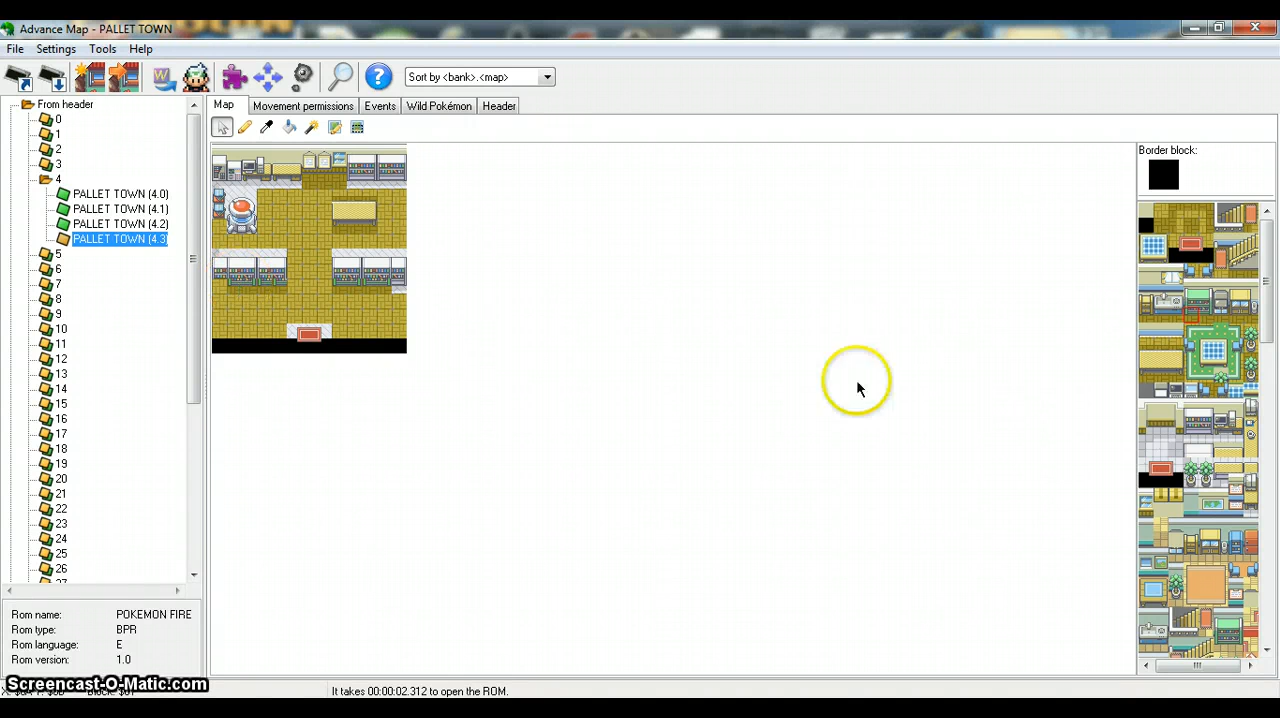 Advance Map - PALLET TOWN
File Settings Tools Help
Sort by <bank>.<map>
From header
Map Movement permissions Events Wild Pokémon Header
0
1
2
3
4
PALLET TOWN (4.0)
PALLET TOWN (4.1)
PALLET TOWN (4.2)
PALLET TOWN (4.3)
5
6
7
8
9
10
11
12
13
14
15
16
17
18
19
20
21
22
23
24
25
26
27
Border block:
Rom name: POKEMON FIRE
Rom type: BPR
Rom language: E
Rom version: 1.0
Screencast-O-Matic.com
It takes 00:00:02.312 to open the ROM.